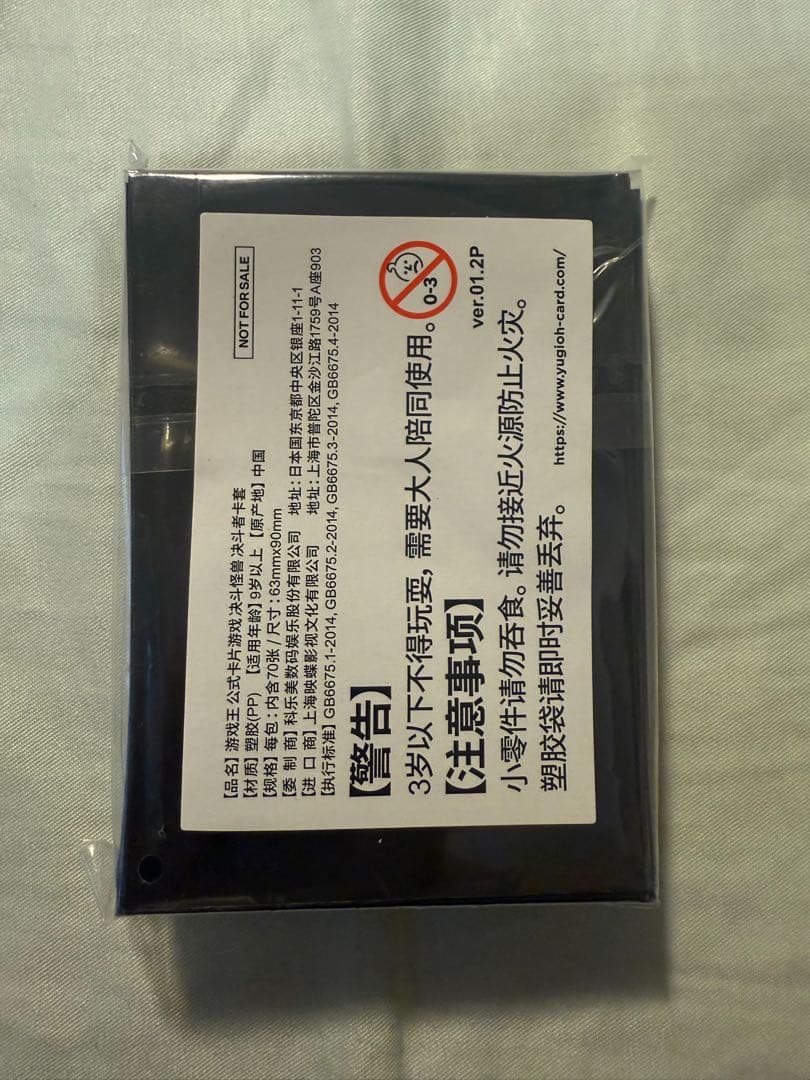 NOT FOR SALE
【品名】游戏王 公式卡片游戏 决斗怪兽 决斗者卡套
【材质】塑胶(PP) 【适用年龄】9岁以上 【原产地】中国
【规格】每包：内含70张 / 尺寸：63mmx90mm
【委 制 商】科乐美数码娱乐股份有限公司 地址：日本国东京都中央区银座1-11-1
【进 口 商】上海映蝶影视文化有限公司 地址：上海市普陀区金沙江路1759号A座903
【执行标准】GB6675.1-2014, GB6675.2-2014, GB6675.3-2014, GB6675.4-2014
【警告】
3岁以下不得玩耍，需要大人陪同使用。
0-3
【注意事项】
ver.01.2P
小零件请勿吞食。请勿接近火源防止火灾。
塑胶袋请即时妥善丢弃。
https://www.yugioh-card.com/